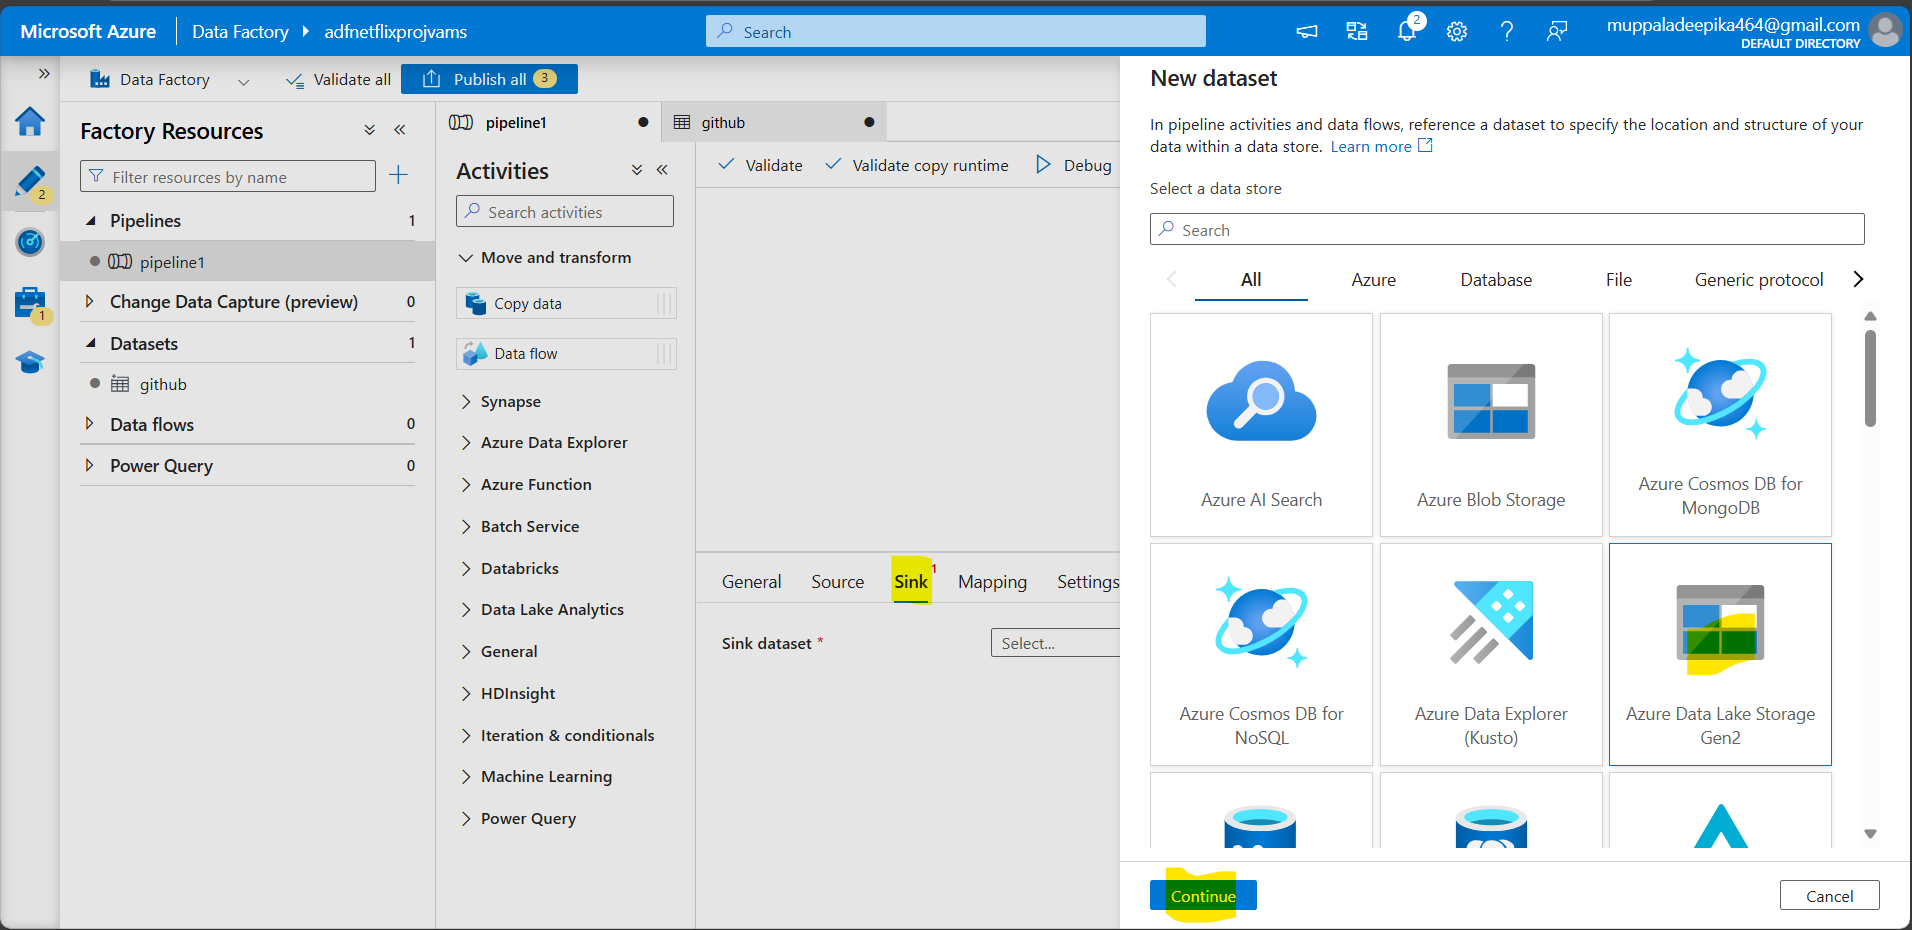 Microsoft Azure
Data Factory
adfnetflixprojvams
Search
2
muppaladeepika464@gmail.com
DEFAULT DIRECTORY
Data Factory
Validate all
Publish all 3
2
1
Factory Resources
Filter resources by name
Pipelines 1
pipeline1
Change Data Capture (preview) 0
Datasets 1
github
Data flows 0
Power Query 0
pipeline1
github
Activities
Search activities
Move and transform
Copy data
Data flow
Synapse
Azure Data Explorer
Azure Function
Batch Service
Databricks
Data Lake Analytics
General
HDInsight
Iteration & conditionals
Machine Learning
Power Query
Validate
Validate copy runtime
Debug
General
Source
Sink 1
Mapping
Settings
Sink dataset *
Select...
New dataset
In pipeline activities and data flows, reference a dataset to specify the location and structure of your
data within a data store. Learn more
Select a data store
Search
All
Azure
Database
File
Generic protocol
Azure AI Search
Azure Blob Storage
Azure Cosmos DB for
MongoDB
Azure Cosmos DB for
NoSQL
Azure Data Explorer
(Kusto)
Azure Data Lake Storage
Gen2
Continue
Cancel